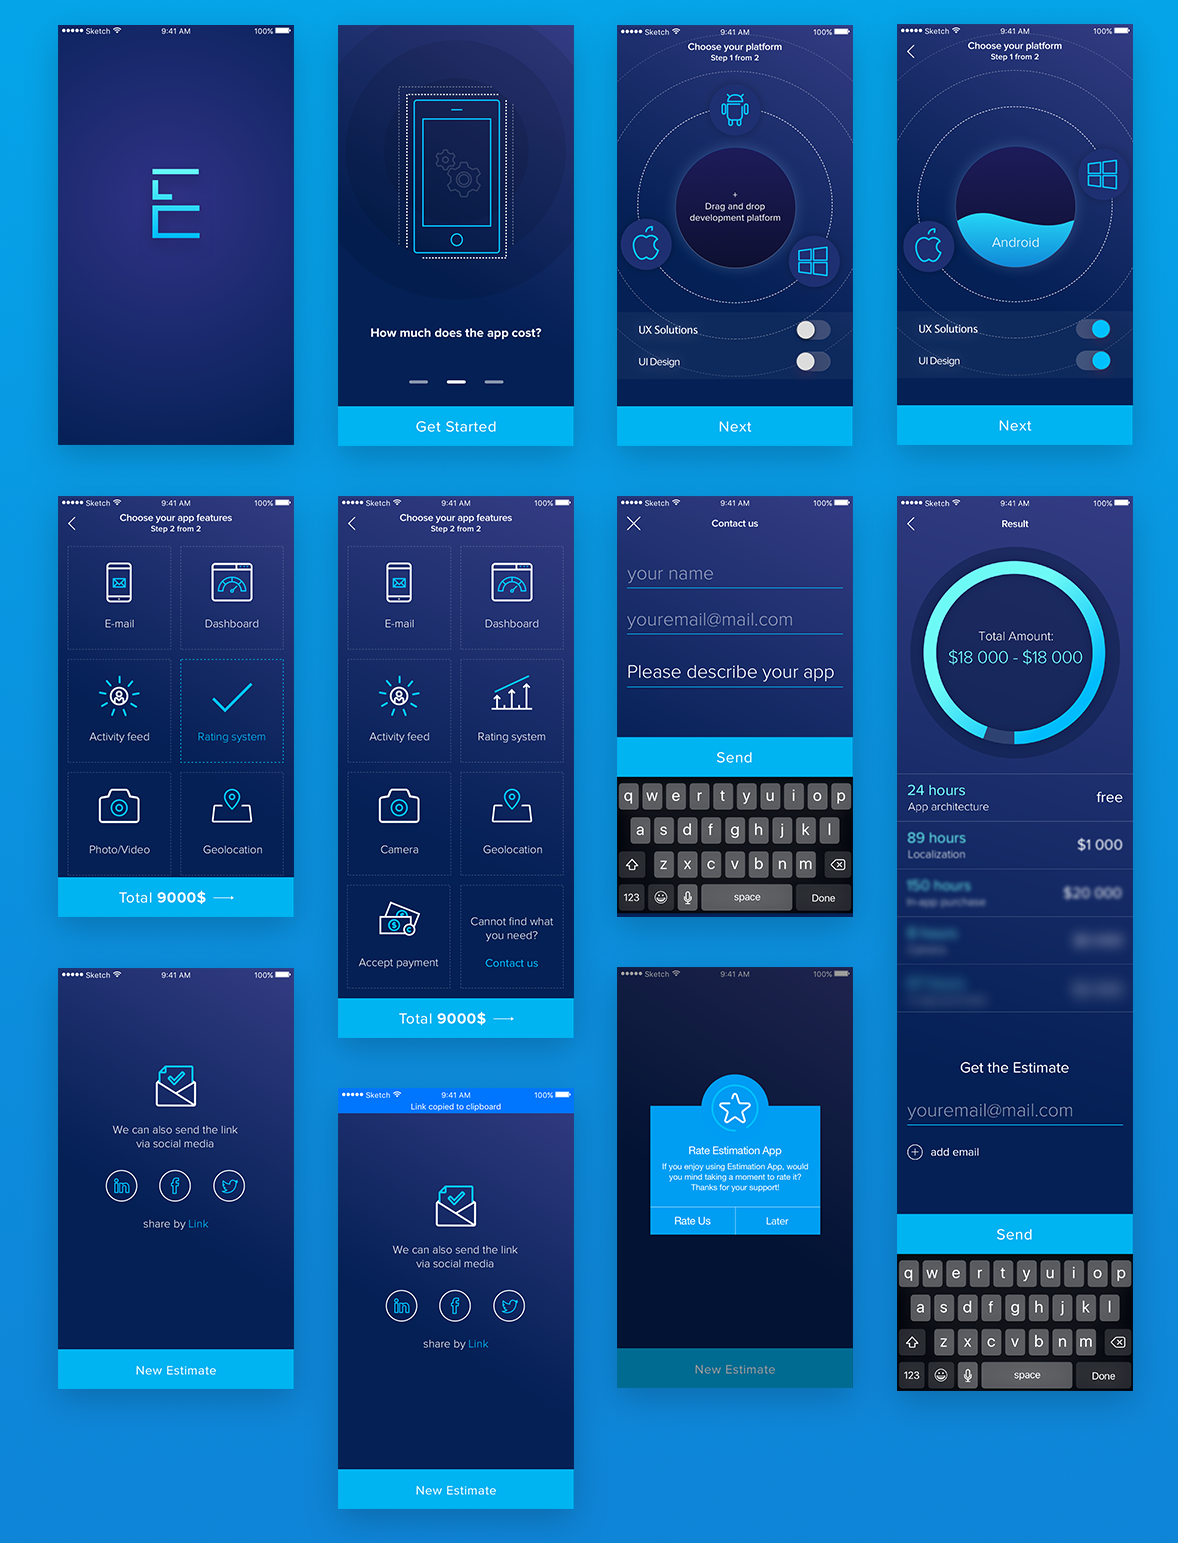 Sketch 9:41 AM 100%
E
How much does the app cost?
Get Started
Sketch 9:41 AM 100%
Choose your platform
Step 1 from 2
+
Drag and drop
development platform
UX Solutions
UI Design
Next
Sketch 9:41 AM 100%
Choose your platform
Step 1 from 2
Android
UX Solutions
UI Design
Next
Sketch 9:41 AM 100%
Choose your app features
Step 2 from 2
E-mail Dashboard
Activity feed Rating system
Photo/Video Geolocation
Total 9000$
Sketch 9:41 AM 100%
Choose your app features
Step 2 from 2
E-mail Dashboard
Activity feed Rating system
Camera Geolocation
Accept payment
Cannot find what
you need?
Contact us
Total 9000$
Sketch 9:41 AM 100%
Contact us
your name
youremail@mail.com
Please describe your app
Send
q w e r t y u i o p
a s d f g h j k l
z x c v b n m
123 space Done
Sketch 9:41 AM 100%
Result
Total Amount:
$18 000 - $18 000
24 hours
App architecture
free
89 hours
Localization
$1 000
150 hours
In-app purchase
$20 000
Get the Estimate
youremail@mail.com
add email
Send
q w e r t y u i o p
a s d f g h j k l
z x c v b n m
123 space Done
Sketch 9:41 AM 100%
We can also send the link
via social media
in f
share by Link
New Estimate
Sketch 9:41 AM 100%
Link copied to clipboard
We can also send the link
via social media
in f
share by Link
New Estimate
Sketch 9:41 AM 100%
Rate Estimation App
If you enjoy using Estimation App, would
you mind taking a moment to rate it?
Thanks for your support!
Rate Us Later
New Estimate